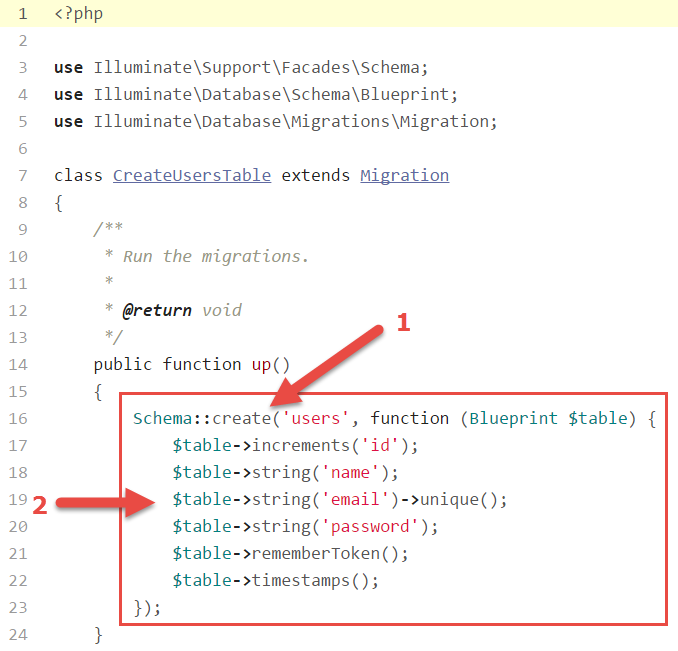 1 <?php
2
3 use Illuminate\Support\Facades\Schema;
4 use Illuminate\Database\Schema\Blueprint;
5 use Illuminate\Database\Migrations\Migration;
6
7 class CreateUsersTable extends Migration
8 {
9     /**
10      * Run the migrations.
11      *
12      * @return void
13      */
1
14     public function up()
15     {
16         Schema::create('users', function (Blueprint $table) {
17             $table->increments('id');
18             $table->string('name');
2
19             $table->string('email')->unique();
20             $table->string('password');
21             $table->rememberToken();
22             $table->timestamps();
23         });
24     }